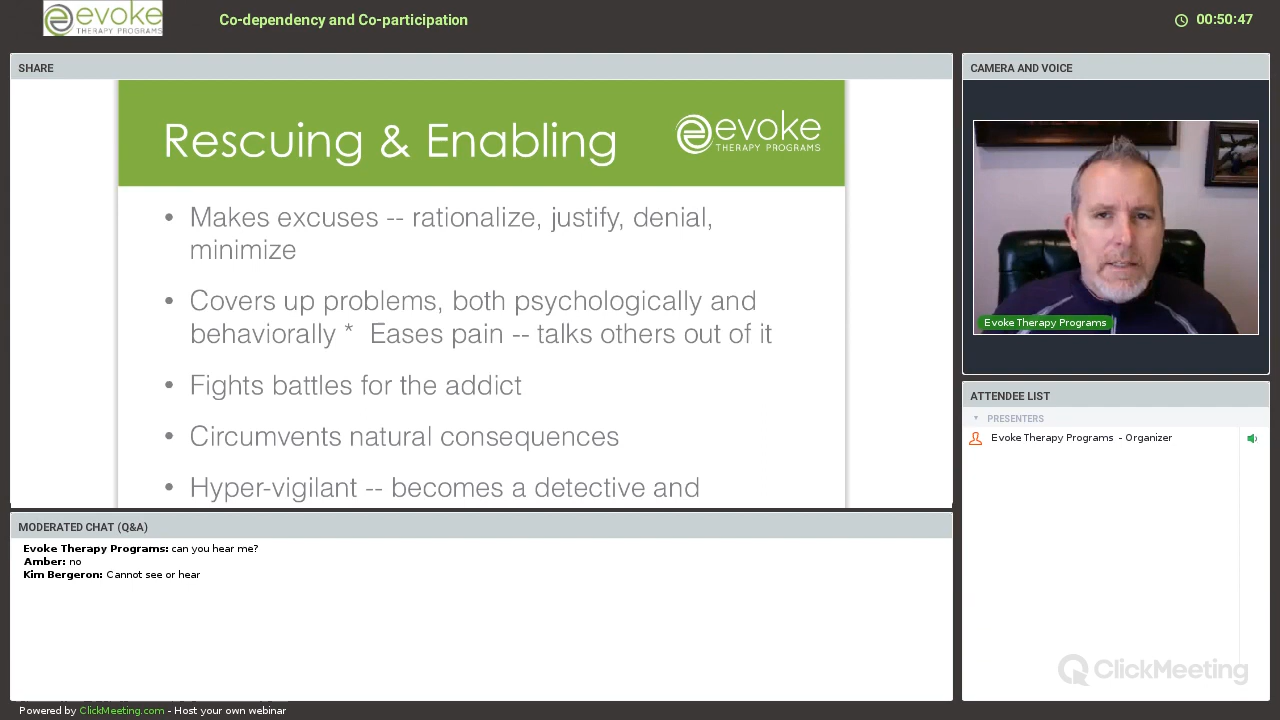 evoke
THERAPY PROGRAMS
Co-dependency and Co-participation
00:50:47
SHARE
Rescuing & Enabling
evoke
THERAPY PROGRAMS
• Makes excuses -- rationalize, justify, denial,
minimize
• Covers up problems, both psychologically and
behaviorally * Eases pain -- talks others out of it
• Fights battles for the addict
• Circumvents natural consequences
• Hyper-vigilant -- becomes a detective and
MODERATED CHAT (Q&A)
Evoke Therapy Programs: can you hear me?
Amber: no
Kim Bergeron: Cannot see or hear
CAMERA AND VOICE
Evoke Therapy Programs
ATTENDEE LIST
PRESENTERS
Evoke Therapy Programs - Organizer
ClickMeeting
Powered by ClickMeeting.com - Host your own webinar